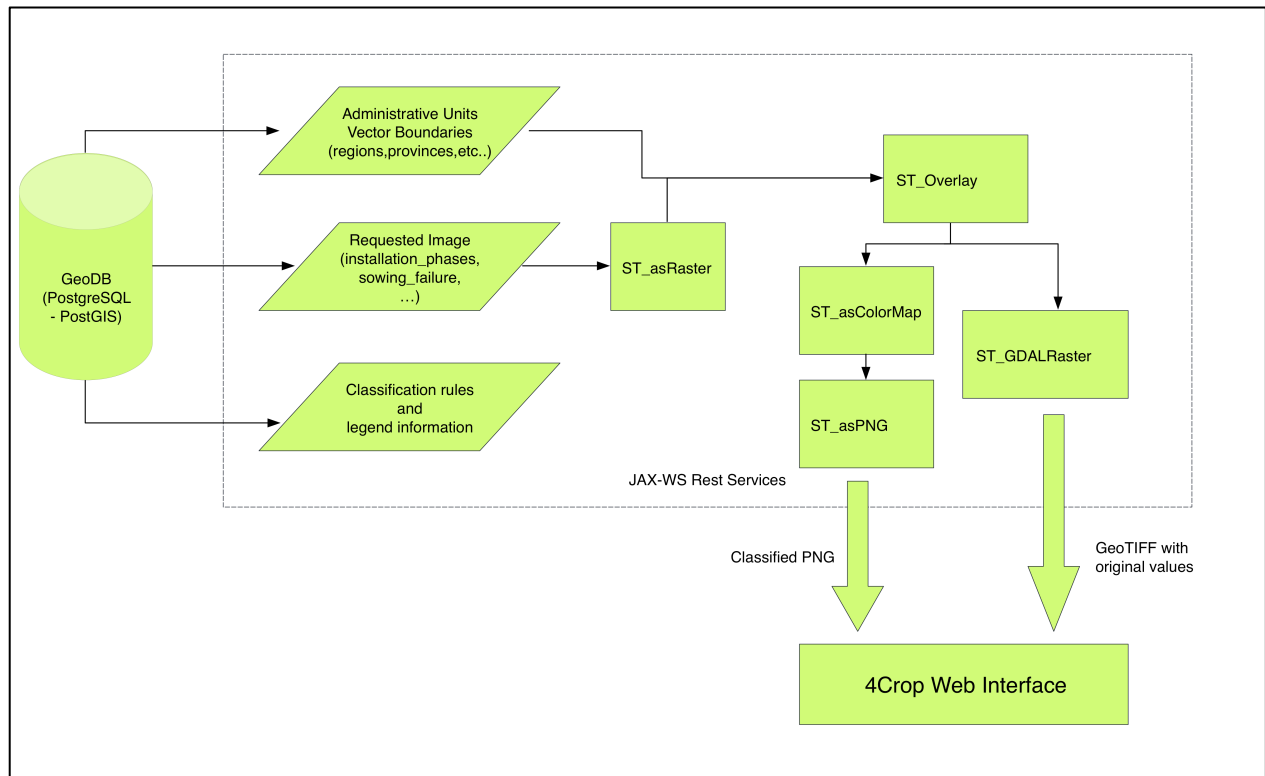 Administrative Units
Vector Boundaries
(regions,provinces,etc..)
ST_Overlay
Requested Image
(installation_phases,
sowing_failure,
…)
ST_asRaster
GeoDB
(PostgreSQL
- PostGIS)
ST_asColorMap
ST_GDALRaster
Classification rules
and
legend information
ST_asPNG
JAX-WS Rest Services
Classified PNG
GeoTIFF with
original values
4Crop Web Interface